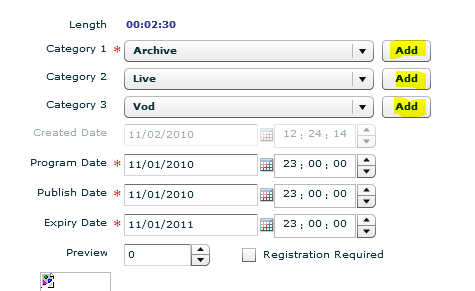 Length 00:02:30
Category 1 * Archive Add
Category 2 Live Add
Category 3 Vod Add
Created Date 11/02/2010 12 : 24 : 14
Program Date * 11/01/2010 23 : 00 : 00
Publish Date * 11/01/2010 23 : 00 : 00
Expiry Date * 11/01/2011 23 : 00 : 00
Preview 0 Registration Required